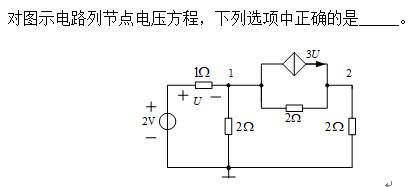 对图示电路列节点电压方程，下列选项中正确的是_____。
3U
1Ω 1 2
+ U −
+
2V
−
2Ω
2Ω
2Ω